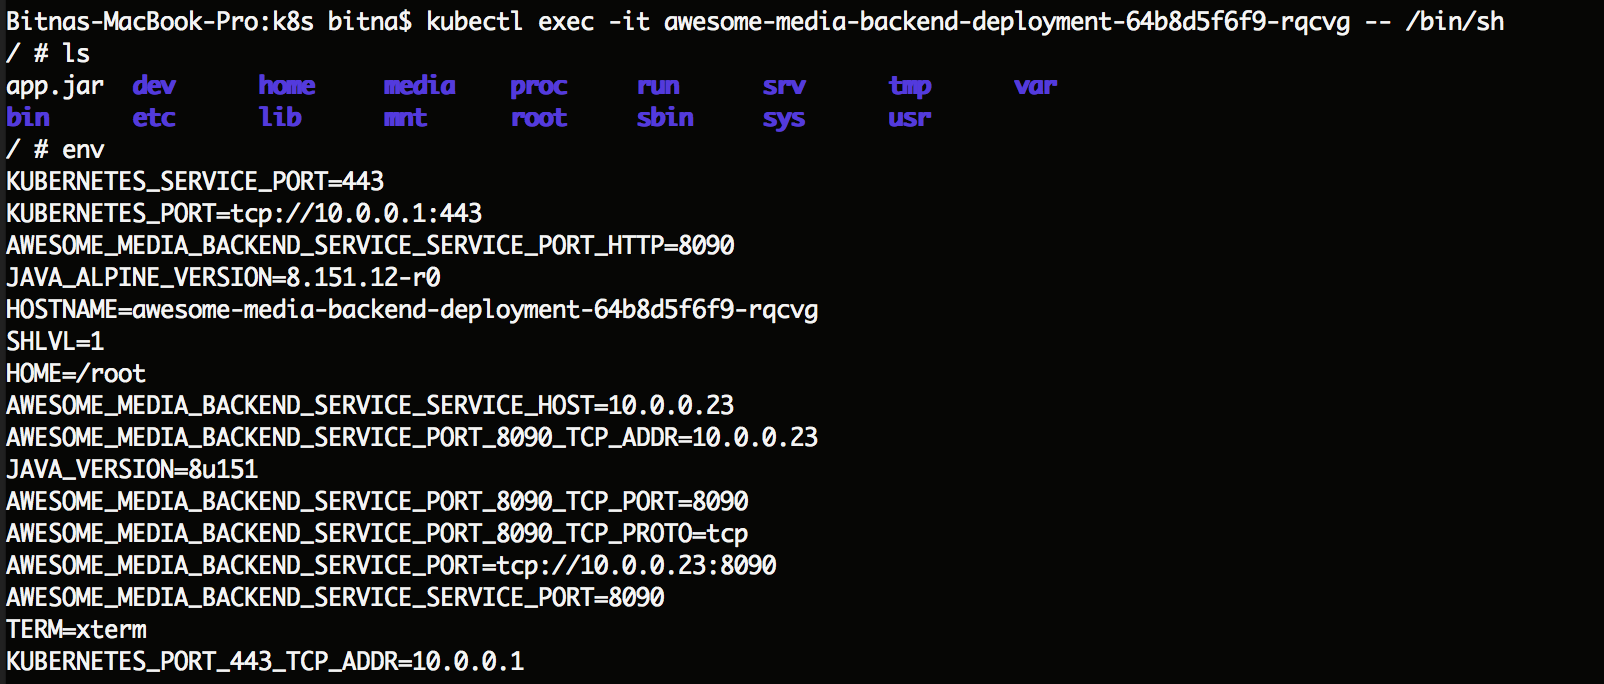 Bitnas-MacBook-Pro:k8s bitna$ kubectl exec -it awesome-media-backend-deployment-64b8d5f6f9-rqcvg -- /bin/sh
/ # ls
app.jar dev home media proc run srv tmp var
bin etc lib mnt root sbin sys usr
/ # env
KUBERNETES_SERVICE_PORT=443
KUBERNETES_PORT=tcp://10.0.0.1:443
AWESOME_MEDIA_BACKEND_SERVICE_SERVICE_PORT_HTTP=8090
JAVA_ALPINE_VERSION=8.151.12-r0
HOSTNAME=awesome-media-backend-deployment-64b8d5f6f9-rqcvg
SHLVL=1
HOME=/root
AWESOME_MEDIA_BACKEND_SERVICE_SERVICE_HOST=10.0.0.23
AWESOME_MEDIA_BACKEND_SERVICE_PORT_8090_TCP_ADDR=10.0.0.23
JAVA_VERSION=8u151
AWESOME_MEDIA_BACKEND_SERVICE_PORT_8090_TCP_PORT=8090
AWESOME_MEDIA_BACKEND_SERVICE_PORT_8090_TCP_PROTO=tcp
AWESOME_MEDIA_BACKEND_SERVICE_PORT=tcp://10.0.0.23:8090
AWESOME_MEDIA_BACKEND_SERVICE_SERVICE_PORT=8090
TERM=xterm
KUBERNETES_PORT_443_TCP_ADDR=10.0.0.1